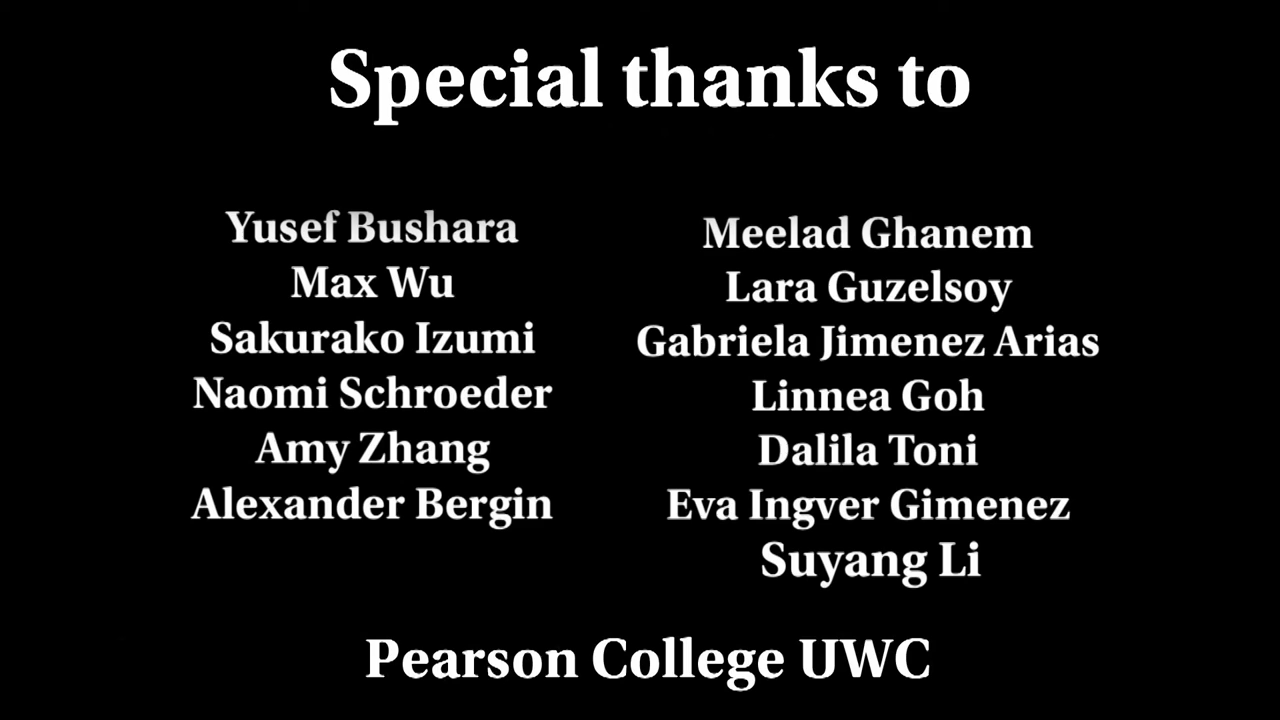 Special thanks to
Yusef Bushara
Max Wu
Sakurako Izumi
Naomi Schroeder
Amy Zhang
Alexander Bergin
Meelad Ghanem
Lara Guzelsoy
Gabriela Jimenez Arias
Linnea Goh
Dalila Toni
Eva Ingver Gimenez
Suyang Li
Pearson College UWC